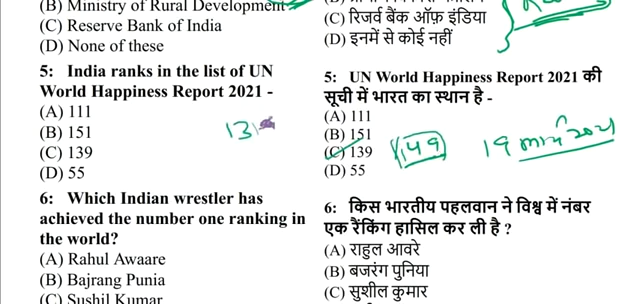 (B) Ministry of Rural Development
(C) Reserve Bank of India
(D) None of these
5: India ranks in the list of UN
World Happiness Report 2021 -
(A) 111
(B) 151
(C) 139
(D) 55
131
6: Which Indian wrestler has
achieved the number one ranking in
the world?
(A) Rahul Awaare
(B) Bajrang Punia
(C) Sushil Kumar
(C) रिजर्व बैंक ऑफ़ इंडिया
(D) इनमें से कोई नहीं
5: UN World Happiness Report 2021 की
सूची में भारत का स्थान है -
(A) 111
(B) 151
(C) 139
(D) 55
149
19 मार्च 2021
6: किस भारतीय पहलवान ने विश्व में नंबर
एक रैंकिंग हासिल कर ली है ?
(A) राहुल आवरे
(B) बजरंग पुनिया
(C) सुशील कुमार